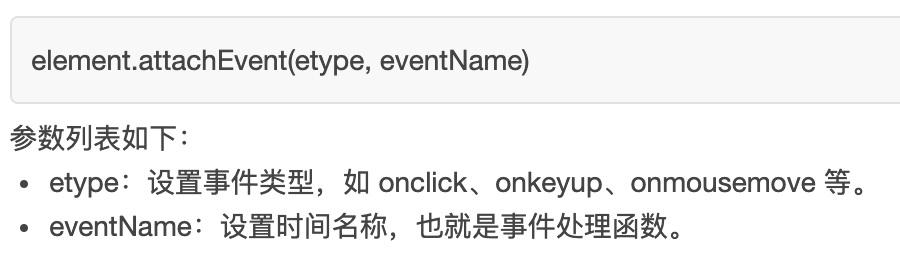 element.attachEvent(etype, eventName)
参数列表如下：
• etype：设置事件类型，如 onclick、onkeyup、onmousemove 等。
• eventName：设置时间名称，也就是事件处理函数。